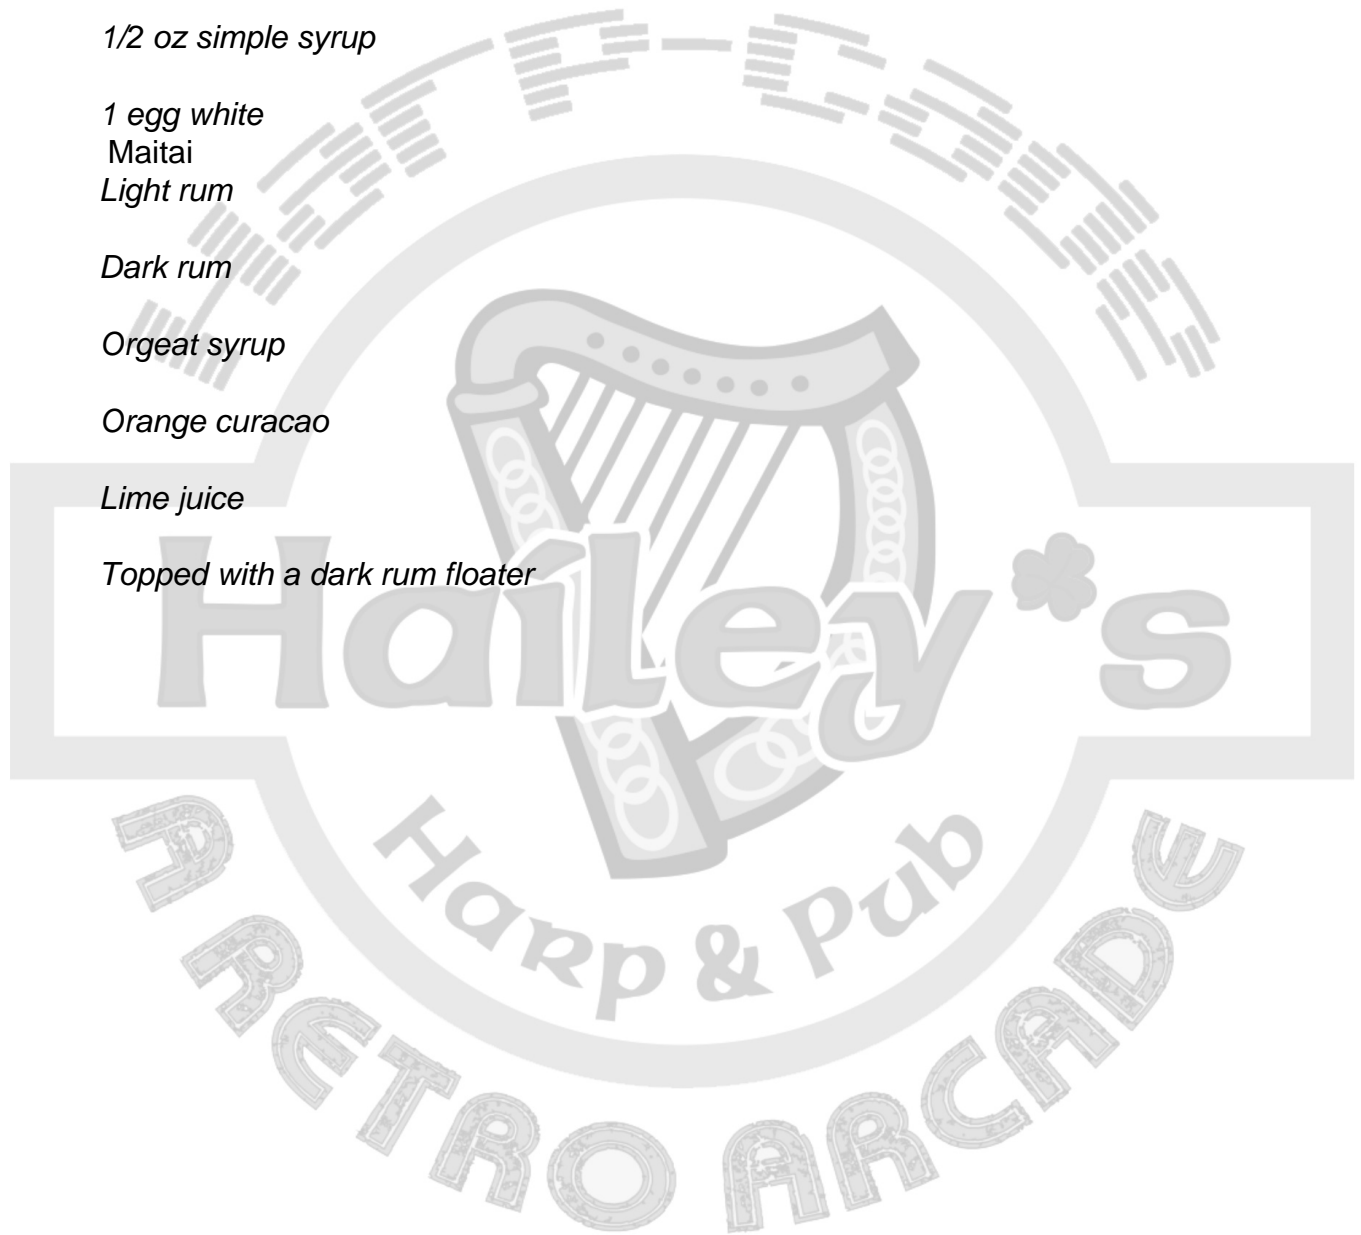 1/2 oz simple syrup
1 egg white
Maitai
Light rum
Dark rum
Orgeat syrup
Orange curacao
Lime juice
Topped with a dark rum floater
Hailey's
Harp & Pub
A RETRO ARCADE